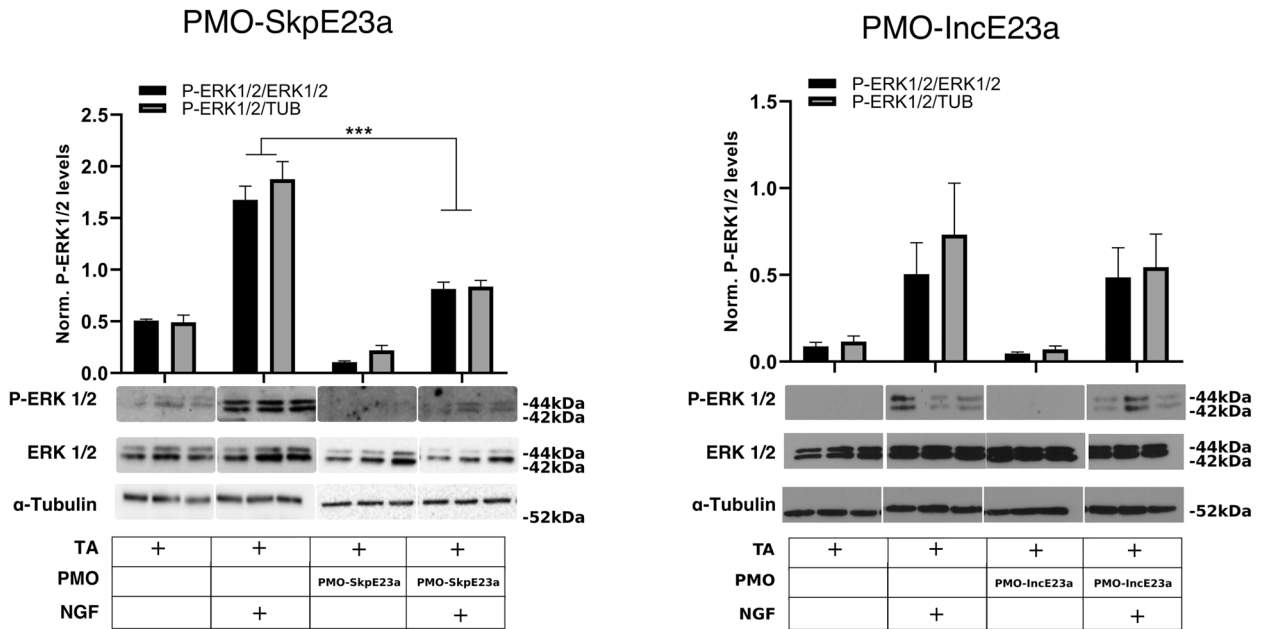 PMO-SkpE23a
P-ERK1/2/ERK1/2
P-ERK1/2/TUB
Norm. P-ERK1/2 levels
2.5
2.0
1.5
1.0
0.5
0.0
***
P-ERK 1/2
-44kDa
-42kDa
ERK 1/2
-44kDa
-42kDa
α-Tubulin
-52kDa
TA + + + +
PMO PMO-SkpE23a PMO-SkpE23a
NGF + +
PMO-IncE23a
P-ERK1/2/ERK1/2
P-ERK1/2/TUB
Norm. P-ERK1/2 levels
1.5
1.0
0.5
0.0
P-ERK 1/2
-44kDa
-42kDa
ERK 1/2
-44kDa
-42kDa
α-Tubulin
-52kDa
TA + + + +
PMO PMO-IncE23a PMO-IncE23a
NGF + +